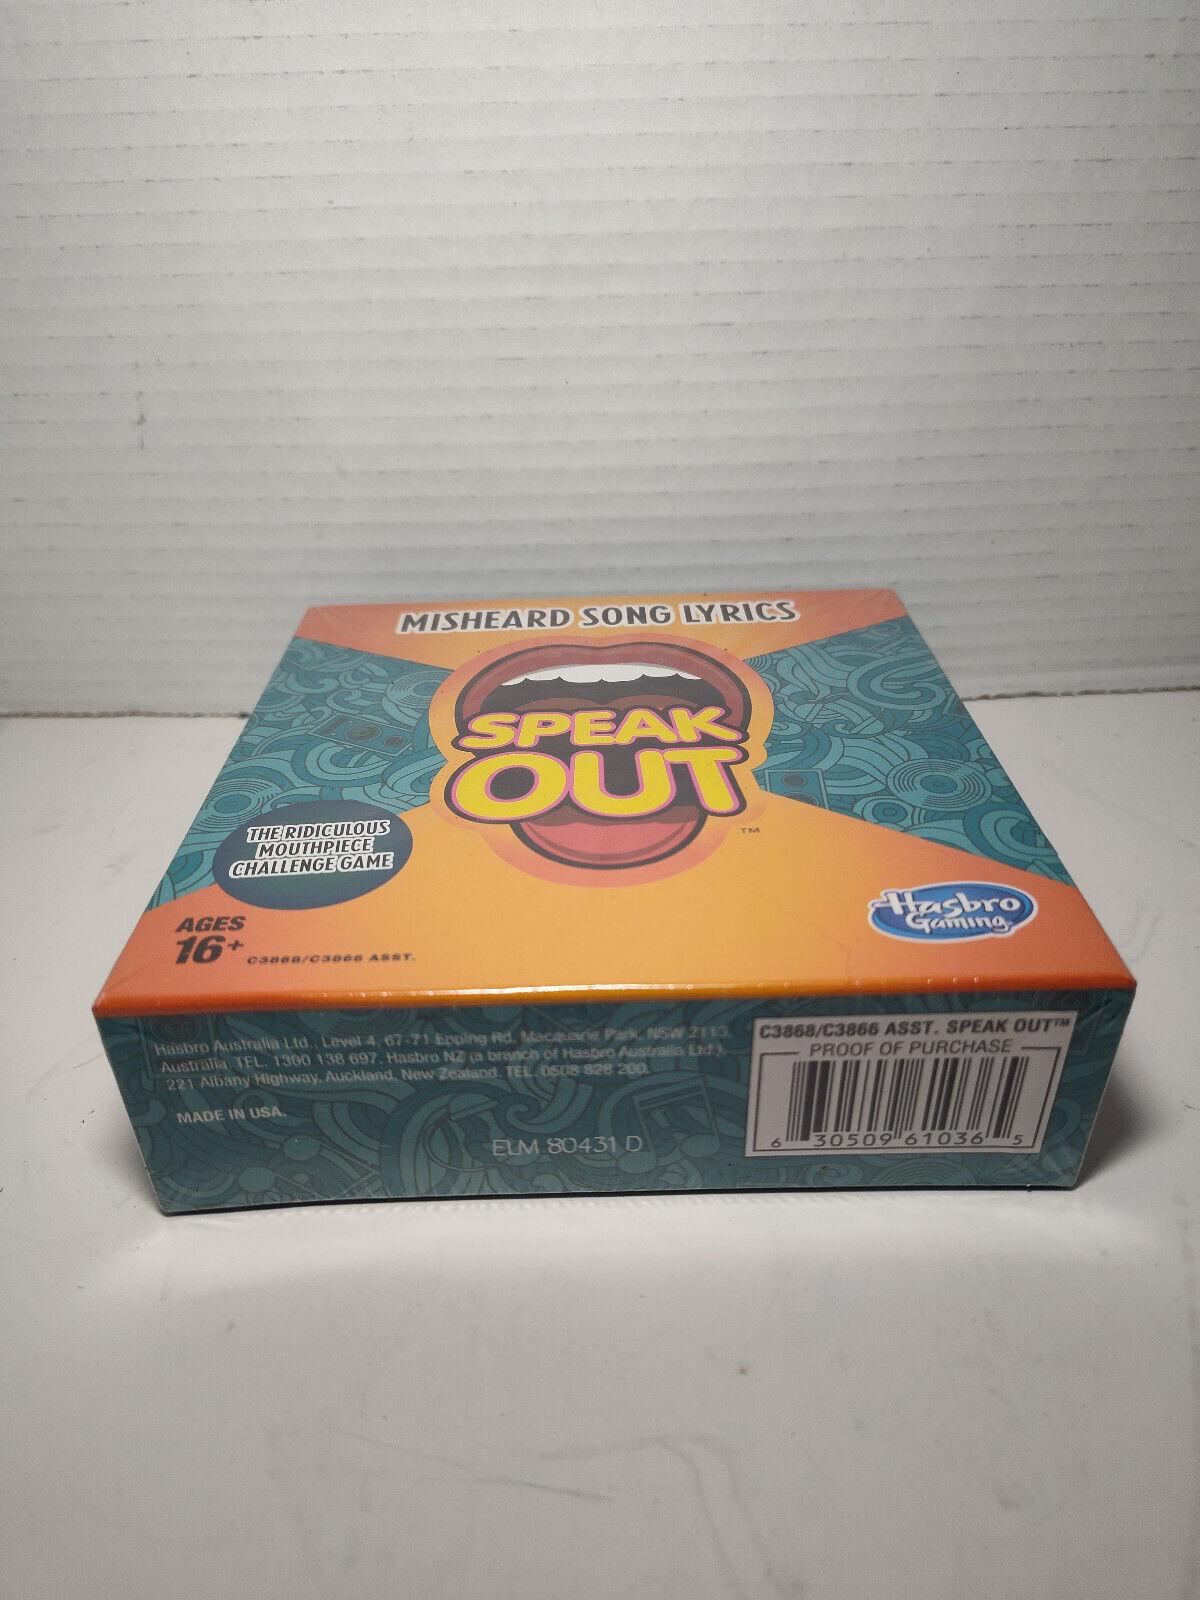 MISHEARD SONG LYRICS
SPEAK
OUT
TM
THE RIDICULOUS
MOUTHPIECE
CHALLENGE GAME
AGES
16+
C3868/C3866 ASST.
Hasbro
Gaming
Hasbro Australia Ltd., Level 4, 67-71 Epping Rd, Macquarie Park, NSW 2113
Australia. TEL. 1300 138 697. Hasbro NZ (a branch of Hasbro Australia Ltd.),
221 Albany Highway, Auckland, New Zealand. TEL. 0508 828 200.
MADE IN USA.
ELM 80431 D
C3868/C3866 ASST. SPEAK OUT™
PROOF OF PURCHASE
6 30509 61036 5